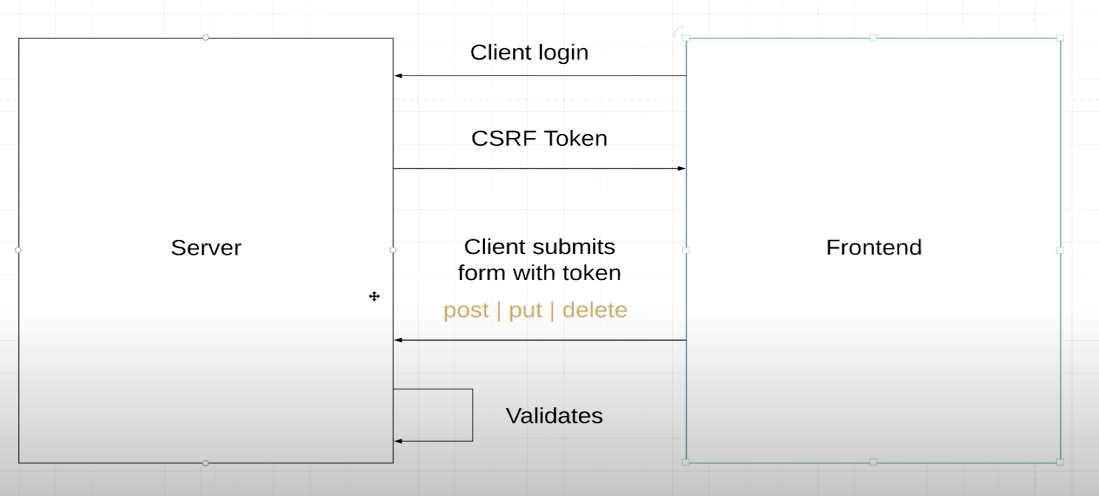 Client login
CSRF Token
Server
Client submits
form with token
post | put | delete
Frontend
Validates